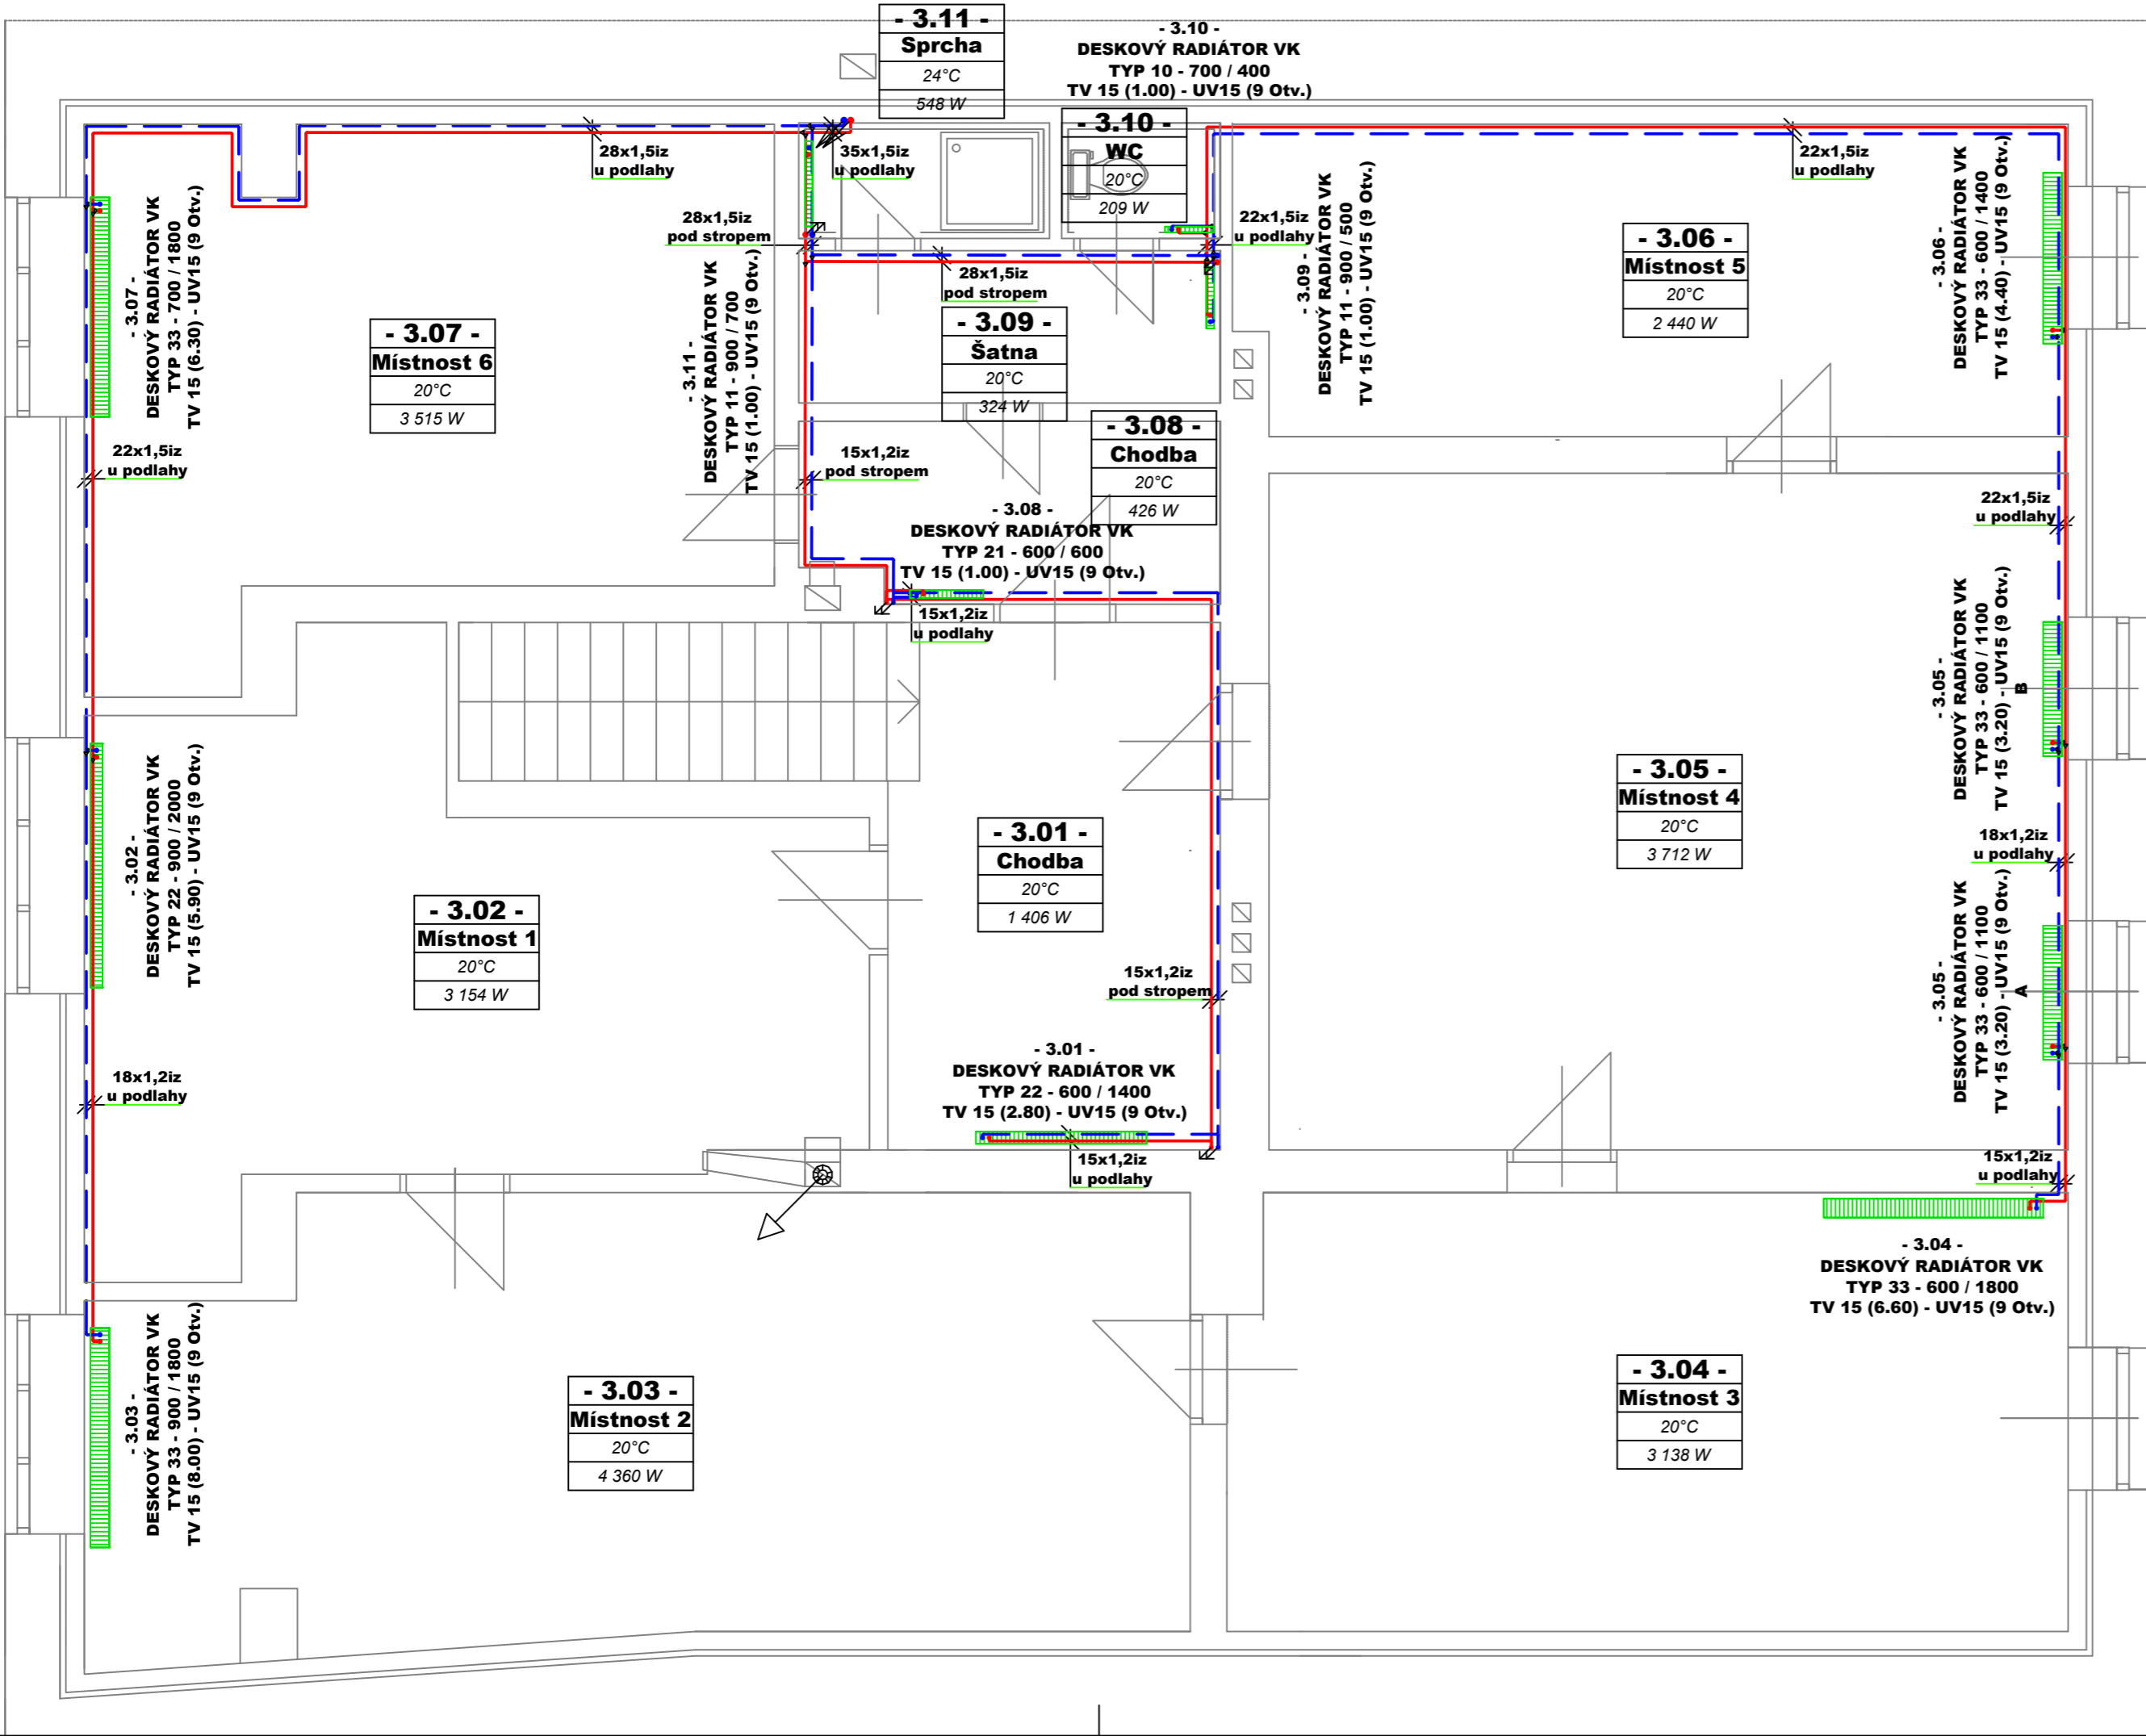 - 3.11 -
Sprcha
24°C
548 W
- 3.10 -
DESKOVÝ RADIÁTOR VK
TYP 10 - 700 / 400
TV 15 (1.00) - UV15 (9 Otv.)
- 3.10 -
WC
20°C
209 W
28x1,5iz
u podlahy
35x1,5iz
u podlahy
22x1,5iz
u podlahy
28x1,5iz
pod stropem
22x1,5iz
u podlahy
28x1,5iz
pod stropem
- 3.07 -
DESKOVÝ RADIÁTOR VK
TYP 33 - 700 / 1800
TV 15 (6.30) - UV15 (9 Otv.)
- 3.07 -
Místnost 6
20°C
3 515 W
- 3.11 -
DESKOVÝ RADIÁTOR VK
TYP 11 - 900 / 700
TV 15 (1.00) - UV15 (9 Otv.)
- 3.09 -
Šatna
20°C
324 W
- 3.09 -
DESKOVÝ RADIÁTOR VK
TYP 11 - 900 / 500
TV 15 (1.00) - UV15 (9 Otv.)
- 3.06 -
Místnost 5
20°C
2 440 W
- 3.06 -
DESKOVÝ RADIÁTOR VK
TYP 33 - 600 / 1400
TV 15 (4.40) - UV15 (9 Otv.)
22x1,5iz
u podlahy
15x1,2iz
pod stropem
- 3.08 -
Chodba
20°C
426 W
- 3.08 -
DESKOVÝ RADIÁTOR VK
TYP 21 - 600 / 600
TV 15 (1.00) - UV15 (9 Otv.)
22x1,5iz
u podlahy
15x1,2iz
u podlahy
- 3.05 -
DESKOVÝ RADIÁTOR VK
TYP 33 - 600 / 1100
TV 15 (3.20) - UV15 (9 Otv.)
B
- 3.02 -
DESKOVÝ RADIÁTOR VK
TYP 22 - 900 / 2000
TV 15 (5.90) - UV15 (9 Otv.)
- 3.02 -
Místnost 1
20°C
3 154 W
- 3.01 -
Chodba
20°C
1 406 W
- 3.05 -
Místnost 4
20°C
3 712 W
18x1,2iz
u podlahy
- 3.05 -
DESKOVÝ RADIÁTOR VK
TYP 33 - 600 / 1100
TV 15 (3.20) - UV15 (9 Otv.)
A
15x1,2iz
pod stropem
18x1,2iz
u podlahy
- 3.01 -
DESKOVÝ RADIÁTOR VK
TYP 22 - 600 / 1400
TV 15 (2.80) - UV15 (9 Otv.)
15x1,2iz
u podlahy
15x1,2iz
u podlahy
- 3.04 -
DESKOVÝ RADIÁTOR VK
TYP 33 - 600 / 1800
TV 15 (6.60) - UV15 (9 Otv.)
- 3.03 -
DESKOVÝ RADIÁTOR VK
TYP 33 - 900 / 1800
TV 15 (8.00) - UV15 (9 Otv.)
- 3.03 -
Místnost 2
20°C
4 360 W
- 3.04 -
Místnost 3
20°C
3 138 W